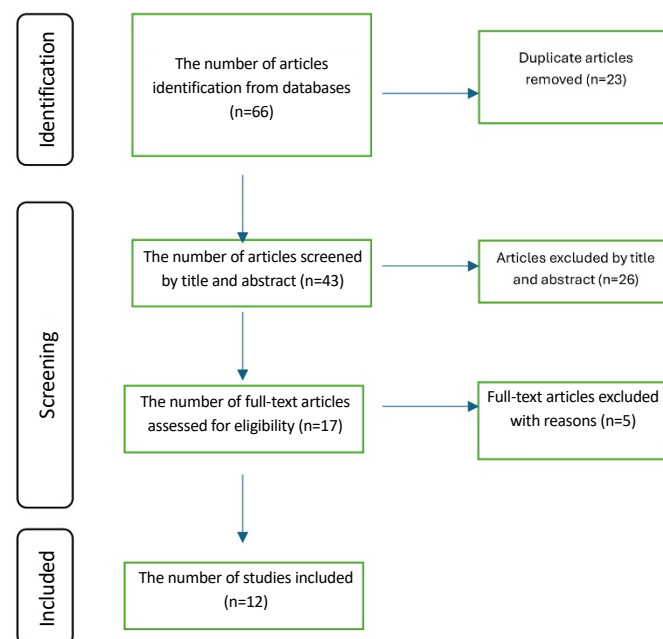 Identification
The number of articles
identification from databases
(n=66)
Duplicate articles
removed (n=23)
Screening
The number of articles screened
by title and abstract (n=43)
Articles excluded by title
and abstract (n=26)
The number of full-text articles
assessed for eligibility (n=17)
Full-text articles excluded
with reasons (n=5)
Included
The number of studies included
(n=12)